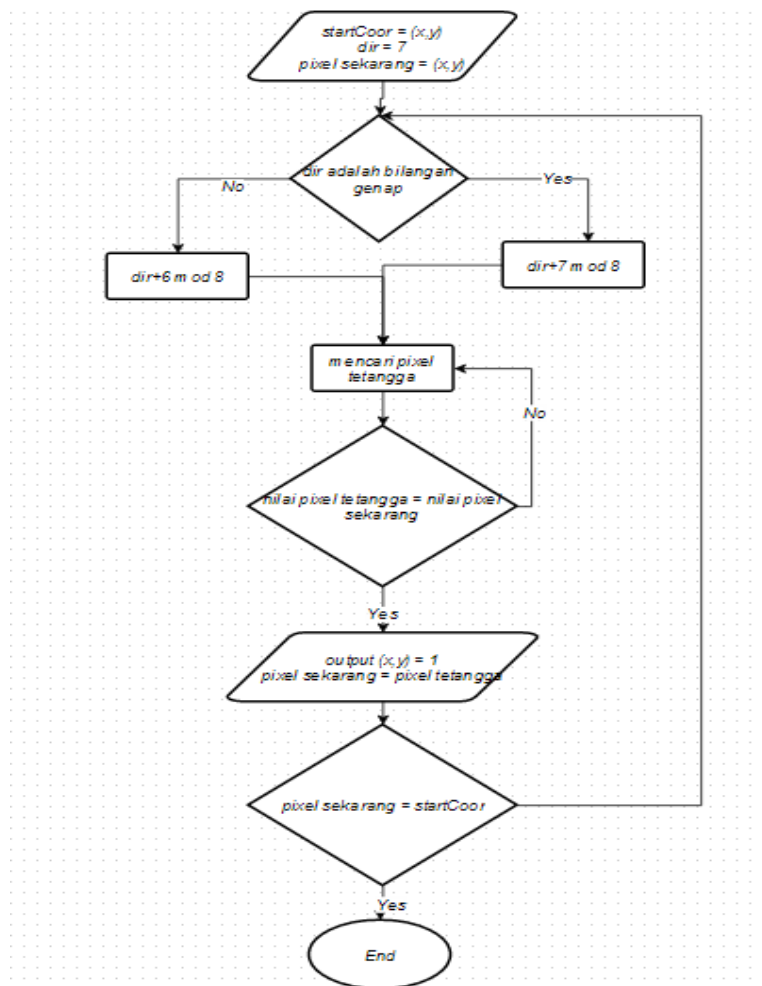 startCoor = (x,y)
dir = 7
pixel sekarang = (x,y)
dir adalah bilangan
genap
No
Yes
dir+6 mod 8
dir+7 mod 8
mencari pixel
tetangga
No
nilai pixel tetangga = nilai pixel
sekarang
Yes
output (x,y) = 1
pixel sekarang = pixel tetangga
pixel sekarang = startCoor
Yes
End